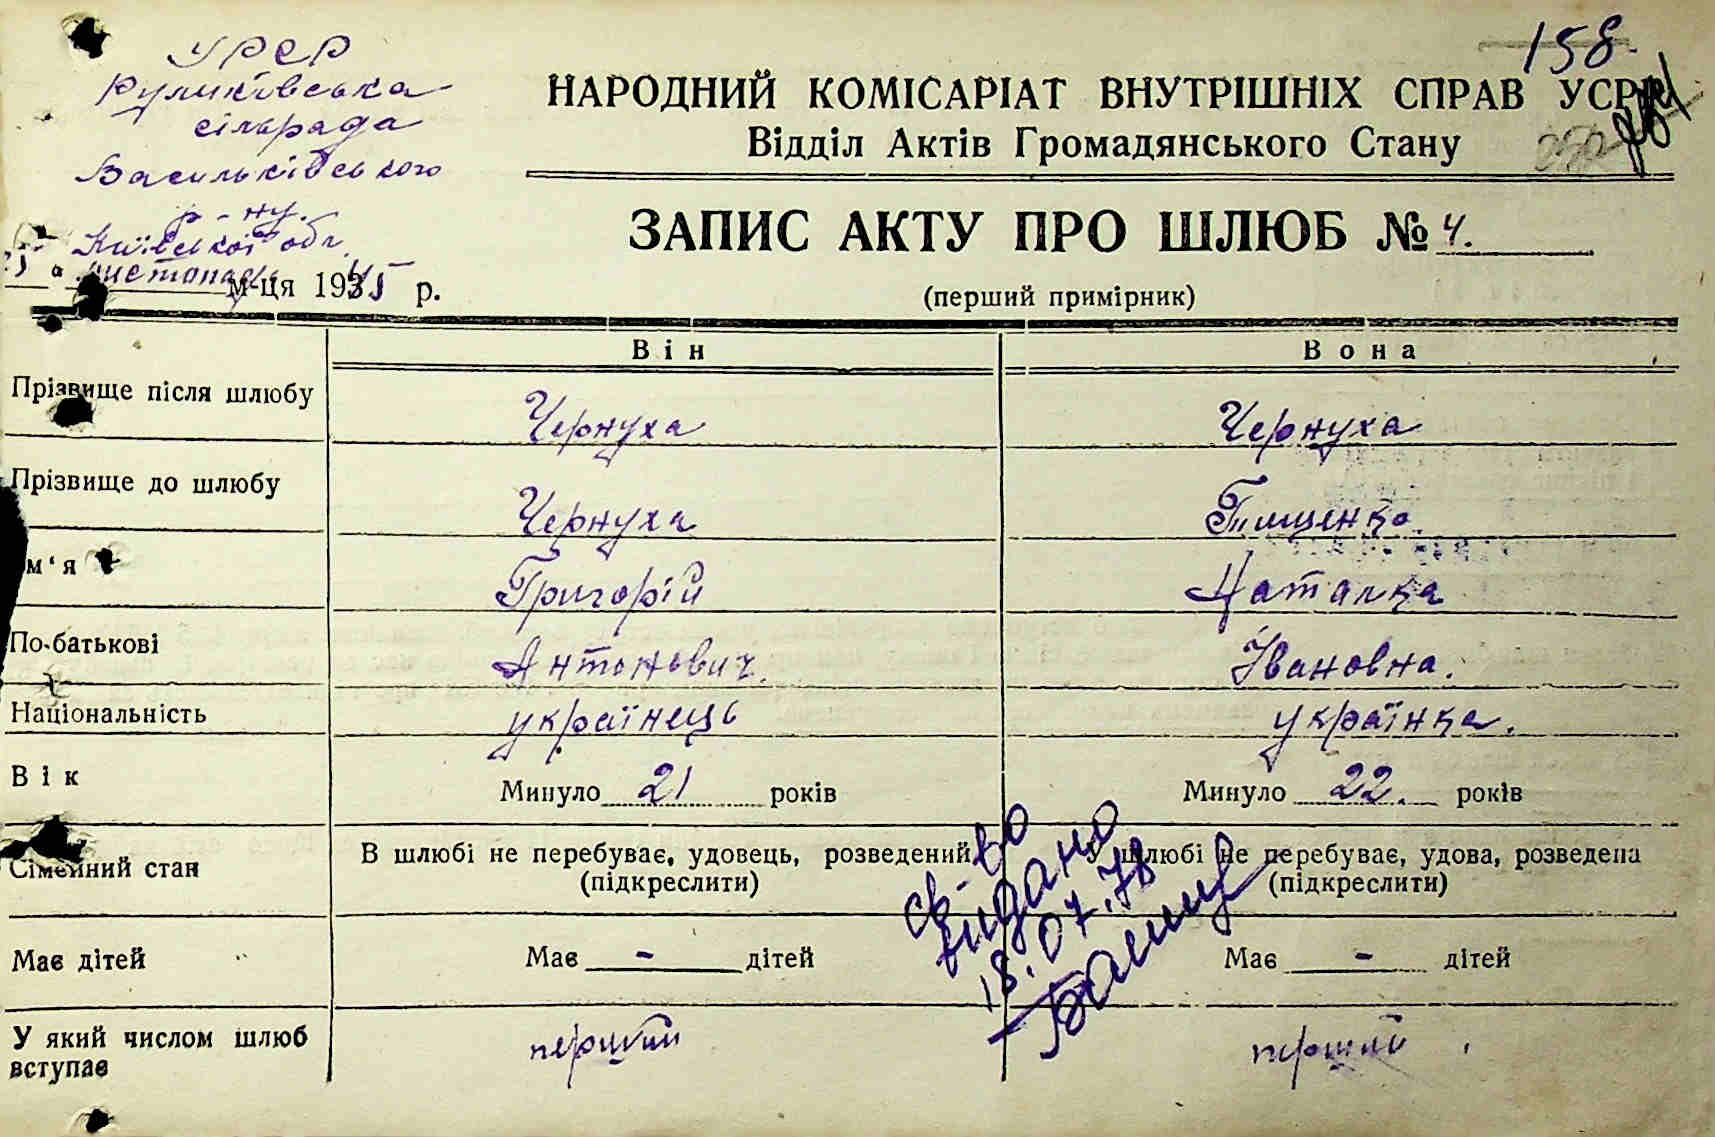 УРСР
Куликівська
сільрада
Васильківського
р-ну.
Київської обл.
листопада м-ця 1945 р.
158
НАРОДНИЙ КОМІСАРІАТ ВНУТРІШНІХ СПРАВ УСРР
Відділ Актів Громадянського Стану
ЗАПИС АКТУ ПРО ШЛЮБ № 4.
(перший примірник)
Він Вона
Прізвище після шлюбу Чернуха Чернуха
Прізвище до шлюбу Чернуха Тищенко
м'я Григорій Наталка
По-батькові Антонович. Івановна.
Національність українець українка.
Вік Минуло 21 років Минуло 22. років
Сімейний стан В шлюбі не перебуває, удовець, розведений У шлюбі не перебуває, удова, розведена
(підкреслити) (підкреслити)
Має дітей Має - дітей Має - дітей
У який числом шлюб
вступає перший перший
св-во
видано
18.07.78